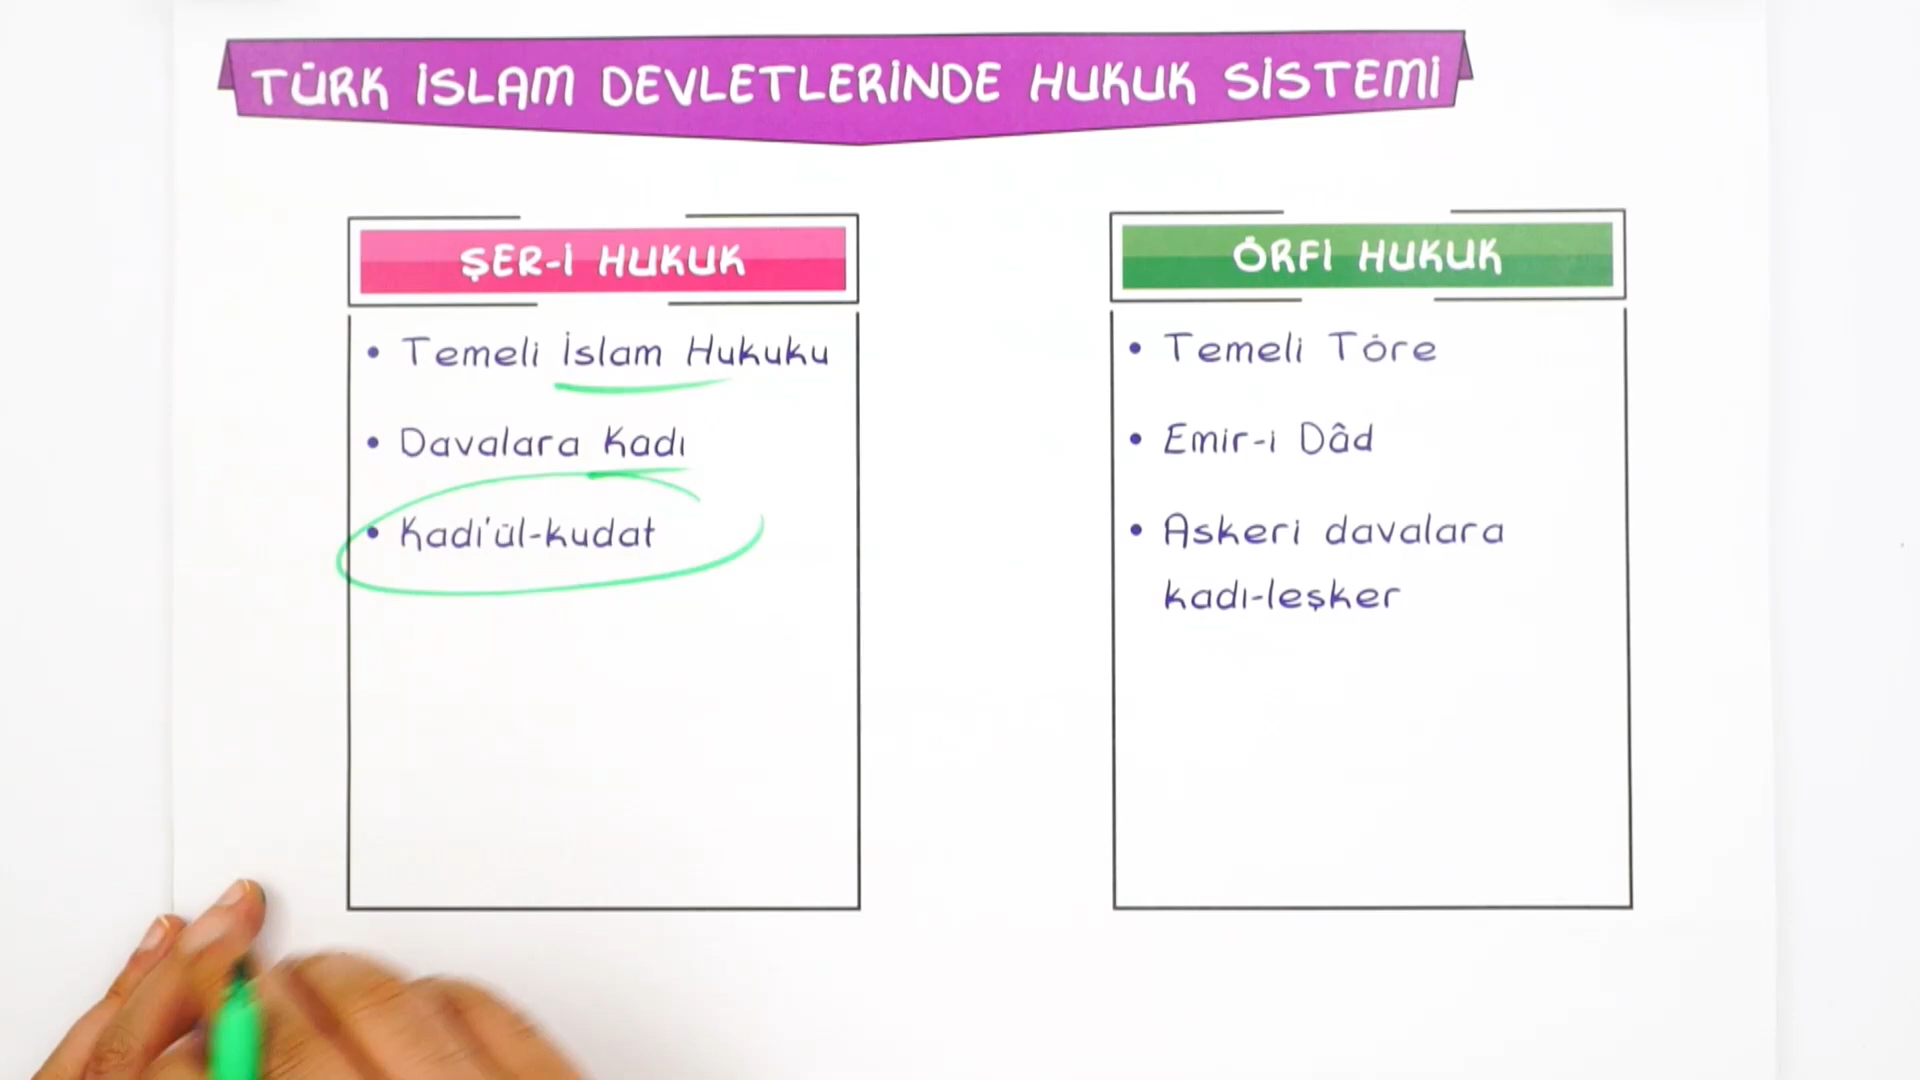 TÜRK İSLAM DEVLETLERİNDE HUKUK SİSTEMİ
ŞER-İ HUKUK
• Temeli İslam Hukuku
• Davalara Kadı
• Kadı'ül-kudat
ÖRFİ HUKUK
• Temeli Töre
• Emir-i Dâd
• Askeri davalara
kadı-leşker